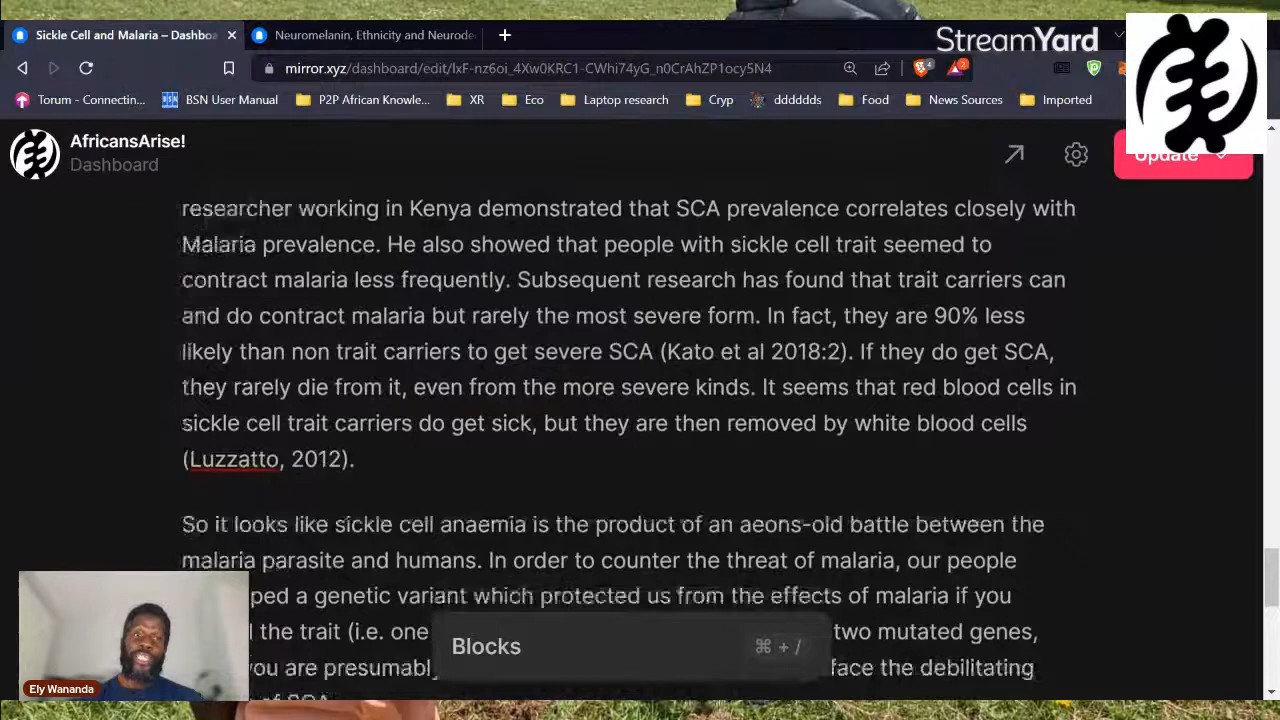 Sickle Cell and Malaria – Dashboa
Neuromelanin, Ethnicity and Neurode
StreamYard
mirror.xyz/dashboard/edit/lxF-nz6oi_4Xw0KRC1-CWhi74yG_n0CrAhZP1ocy5N4
4
2
Torum - Connectin...
BSN User Manual
P2P African Knowle...
XR
Eco
Laptop research
Cryp
dddddds
Food
News Sources
Imported
AfricansArise!
Dashboard
Update
researcher working in Kenya demonstrated that SCA prevalence correlates closely with
Malaria prevalence. He also showed that people with sickle cell trait seemed to
contract malaria less frequently. Subsequent research has found that trait carriers can
and do contract malaria but rarely the most severe form. In fact, they are 90% less
likely than non trait carriers to get severe SCA (Kato et al 2018:2). If they do get SCA,
they rarely die from it, even from the more severe kinds. It seems that red blood cells in
sickle cell trait carriers do get sick, but they are then removed by white blood cells
(Luzzatto, 2012).
So it looks like sickle cell anaemia is the product of an aeons-old battle between the
malaria parasite and humans. In order to counter the threat of malaria, our people
ped a genetic variant which protected us from the effects of malaria if you
l the trait (i.e. one
two mutated genes,
you are presumabl
face the debilitating
Blocks
⌘ + /
Ely Wananda